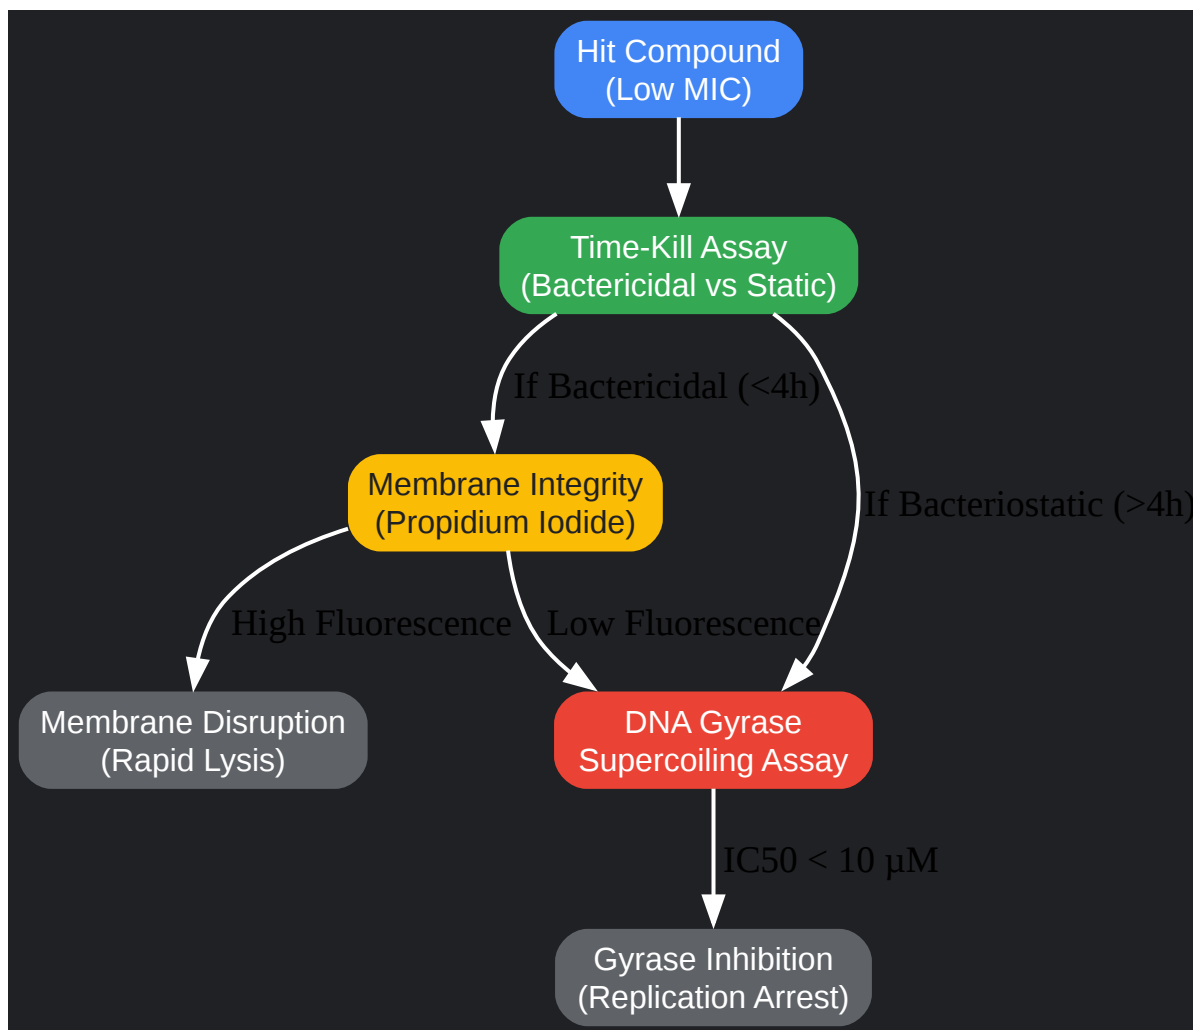 Hit Compound
(Low MIC)
Time-Kill Assay
(Bactericidal vs Static)
If Bactericidal (<4h)
Membrane Integrity
(Propidium Iodide)
If Bacteriostatic (>4h)
High Fluorescence
Low Fluorescence
Membrane Disruption
(Rapid Lysis)
DNA Gyrase
Supercoiling Assay
IC50 < 10 µM
Gyrase Inhibition
(Replication Arrest)